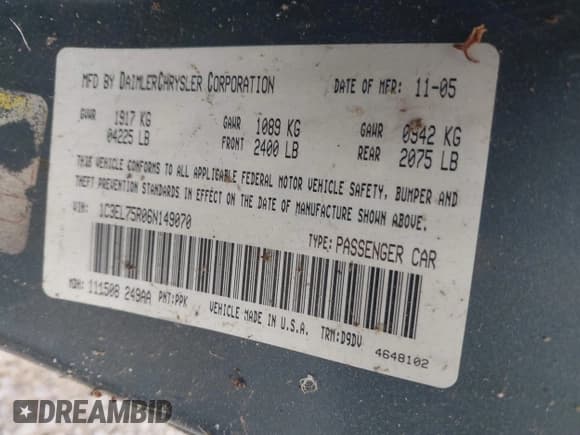 MFD BY DAIMLERCHRYSLER CORPORATION DATE OF MFR: 11-05
GVWR 1917 KG GAWR 1089 KG GAWR 0942 KG
04225 LB FRONT 2400 LB REAR 2075 LB
THIS VEHICLE CONFORMS TO ALL APPLICABLE FEDERAL MOTOR VEHICLE SAFETY, BUMPER AND
THEFT PREVENTION STANDARDS IN EFFECT ON THE DATE OF MANUFACTURE SHOWN ABOVE.
VIN: 1C3EL75R06N149070 TYPE: PASSENGER CAR
MDH: 111508 249AA PNT:PPK VEHICLE MADE IN U.S.A. TRM:D9DV
4648102
DREAMBID